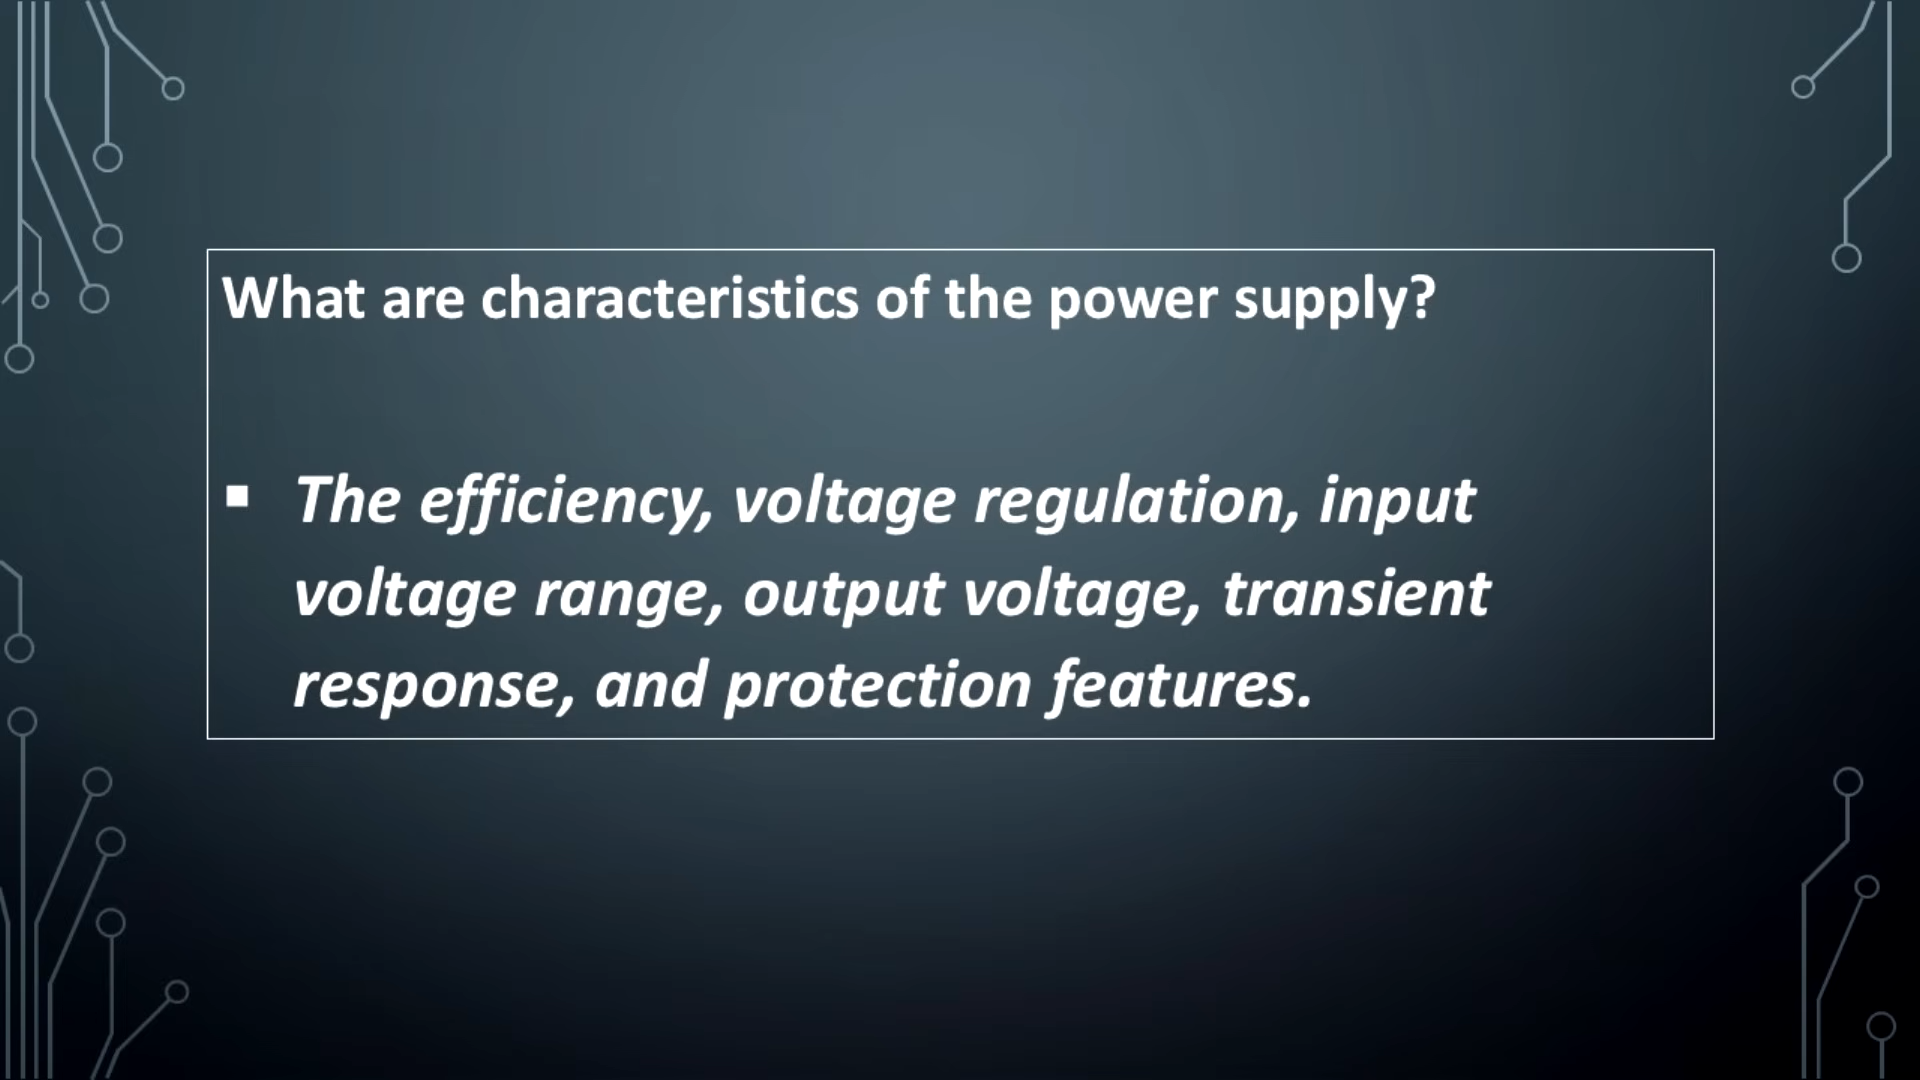 What are characteristics of the power supply?
▪ The efficiency, voltage regulation, input
voltage range, output voltage, transient
response, and protection features.